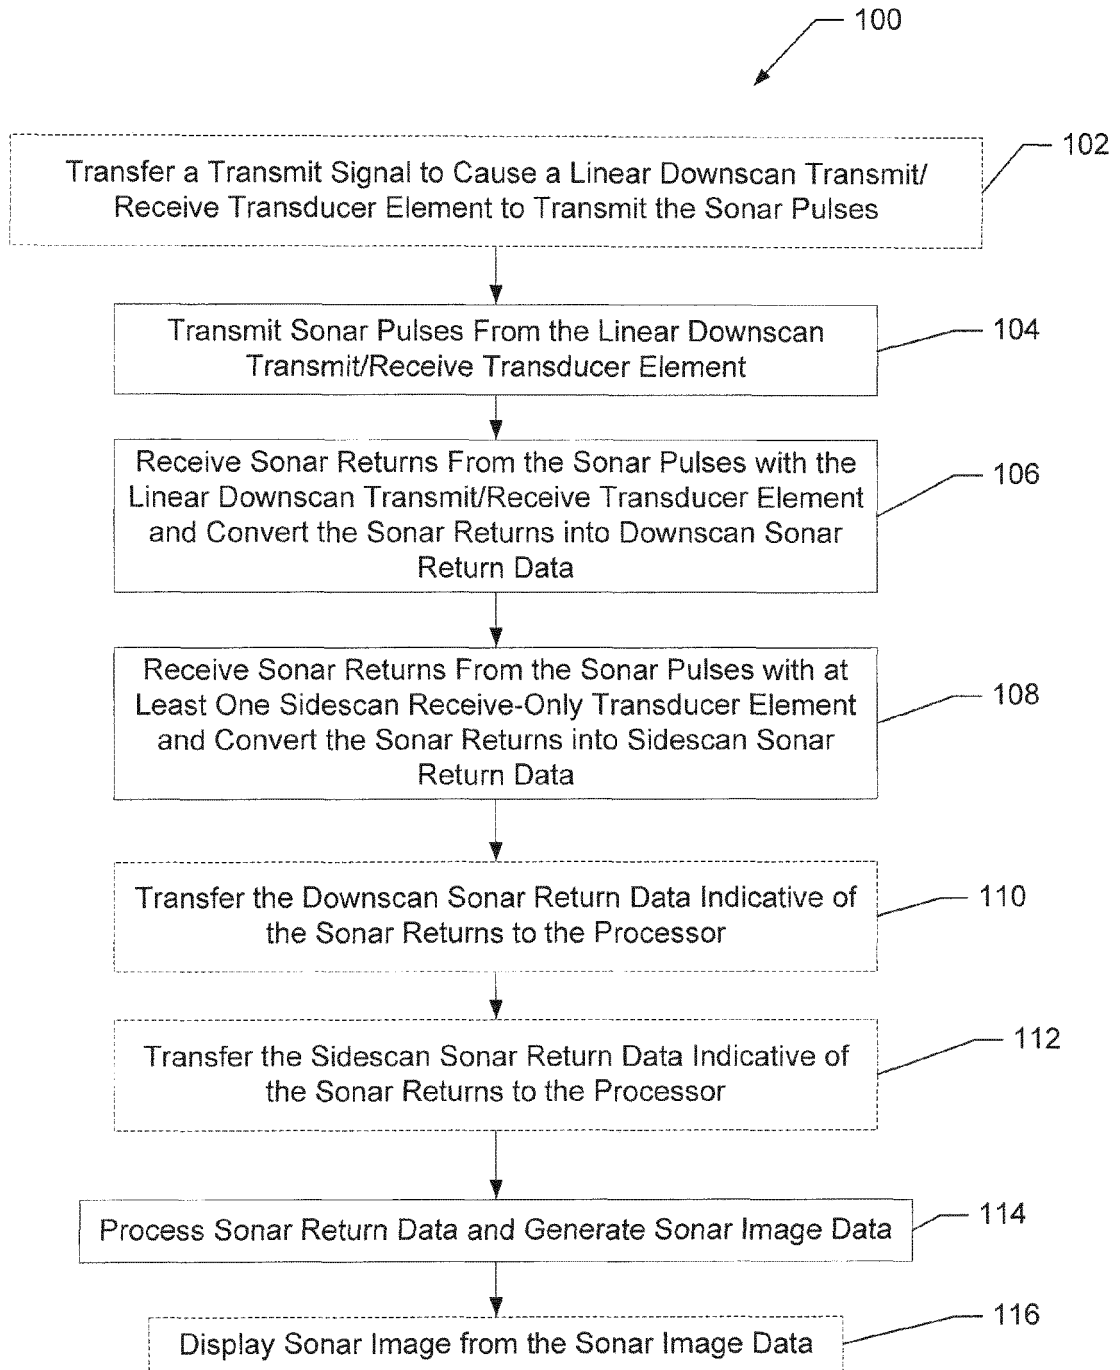 100
Transfer a Transmit Signal to Cause a Linear Downscan Transmit/
Receive Transducer Element to Transmit the Sonar Pulses
102
Transmit Sonar Pulses From the Linear Downscan
Transmit/Receive Transducer Element
104
Receive Sonar Returns From the Sonar Pulses with the
Linear Downscan Transmit/Receive Transducer Element
and Convert the Sonar Returns into Downscan Sonar
Return Data
106
Receive Sonar Returns From the Sonar Pulses with at
Least One Sidescan Receive-Only Transducer Element
and Convert the Sonar Returns into Sidescan Sonar
Return Data
108
Transfer the Downscan Sonar Return Data Indicative of
the Sonar Returns to the Processor
110
Transfer the Sidescan Sonar Return Data Indicative of
the Sonar Returns to the Processor
112
Process Sonar Return Data and Generate Sonar Image Data
114
Display Sonar Image from the Sonar Image Data
116